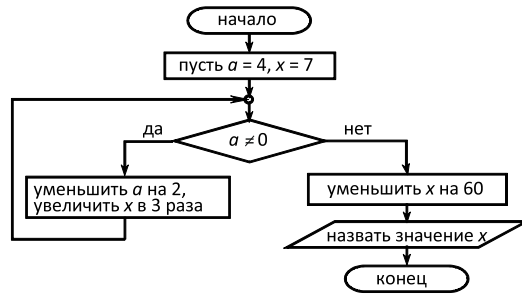 начало
пусть a = 4, x = 7
да
a ≠ 0
нет
уменьшить a на 2,
увеличить x в 3 раза
уменьшить x на 60
назвать значение x
конец